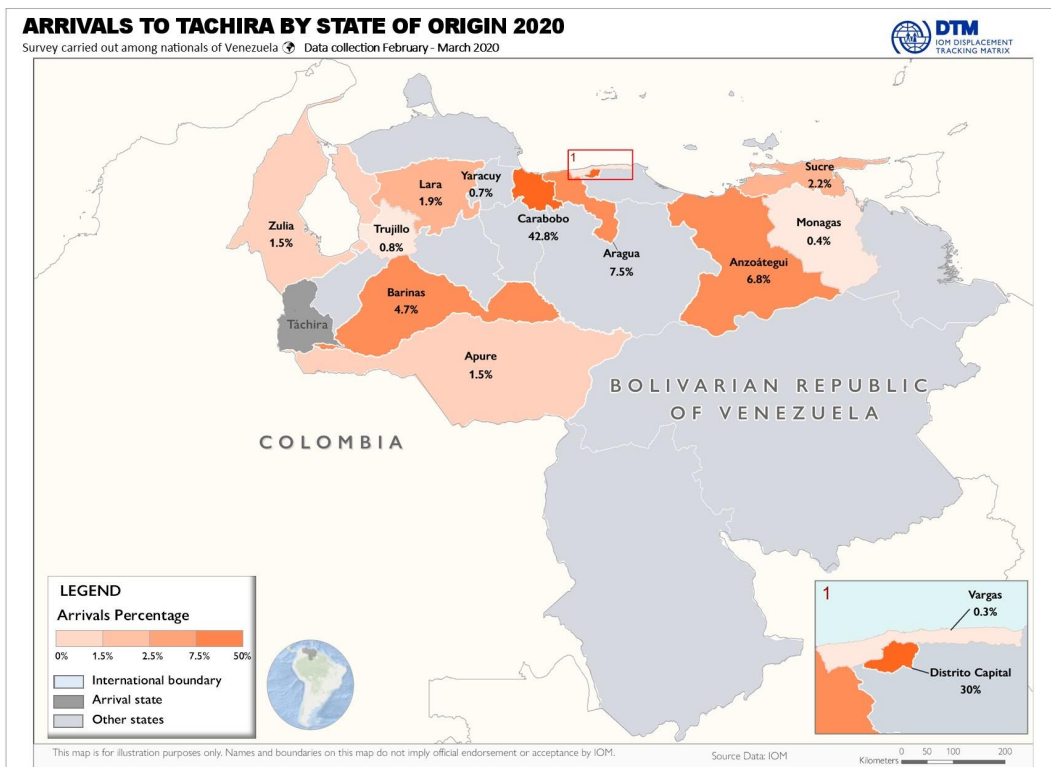 ARRIVALS TO TACHIRA BY STATE OF ORIGIN 2020
Survey carried out among nationals of Venezuela Data collection February - March 2020
DTM
IOM DISPLACEMENT
TRACKING MATRIX
1
Sucre
2.2%
Yaracuy
0.7%
Lara
1.9%
Carabobo
42.8%
Monagas
0.4%
Zulia
1.5%
Trujillo
0.8%
Aragua
7.5%
Anzoátegui
6.8%
Barinas
4.7%
Táchira
Apure
1.5%
BOLIVARIAN REPUBLIC
OF VENEZUELA
COLOMBIA
LEGEND
Arrivals Percentage
0% 1.5% 2.5% 7.5% 50%
International boundary
Arrival state
Other states
1
Vargas
0.3%
Distrito Capital
30%
This map is for illustration purposes only. Names and boundaries on this map do not imply official endorsement or acceptance by IOM.
Source Data: IOM
0 50 100 200
Kilometers